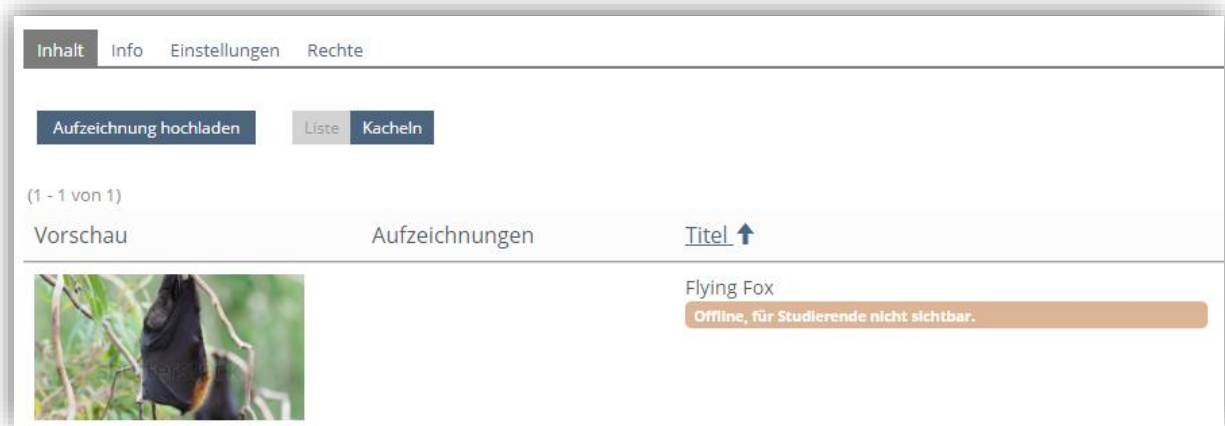 Inhalt Info Einstellungen Rechte
Aufzeichnung hochladen Liste Kacheln
(1 - 1 von 1)
Vorschau Aufzeichnungen Titel
Flying Fox
Offline, für Studierende nicht sichtbar.